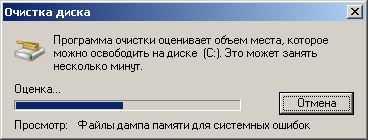 Очистка диска
Программа очистки оценивает объем места, которое
можно освободить на диске (C:). Это может занять
несколько минут.
Оценка...
Отмена
Просмотр: Файлы дампа памяти для системных ошибок